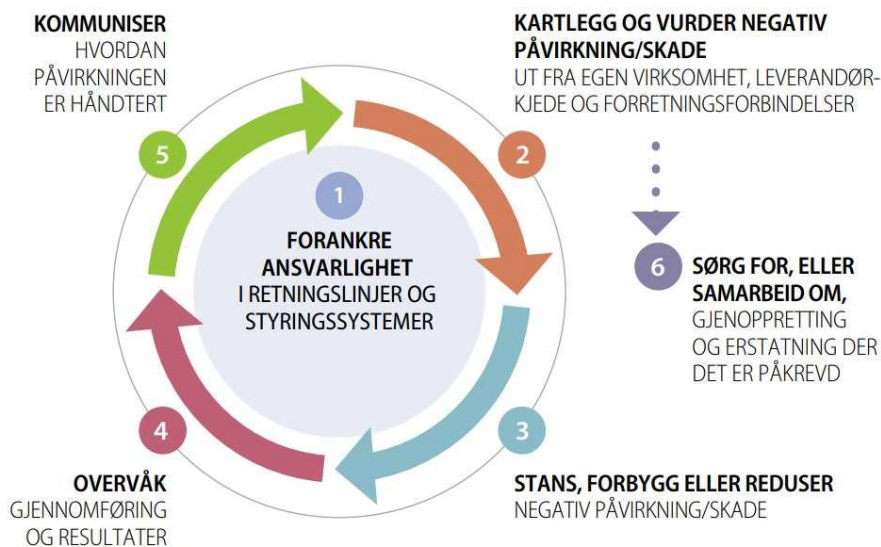 1
FORANKRE
ANSVARLIGHET
I RETNINGSLINJER OG
STYRINGSSYSTEMER
2
KARTLEGG OG VURDER NEGATIV
PÅVIRKNING/SKADE
UT FRA EGEN VIRKSOMHET, LEVERANDØR-
KJEDE OG FORRETNINGSFORBINDELSER
3
STANS, FORBYGG ELLER REDUSER
NEGATIV PÅVIRKNING/SKADE
4
OVERVÅK
GJENNOMFØRING
OG RESULTATER
5
KOMMUNISER
HVORDAN
PÅVIRKNINGEN
ER HÅNDTERT
6
SØRG FOR, ELLER
SAMARBEID OM,
GJENOPPRETTING
OG ERSTATNING DER
DET ER PÅKREVD